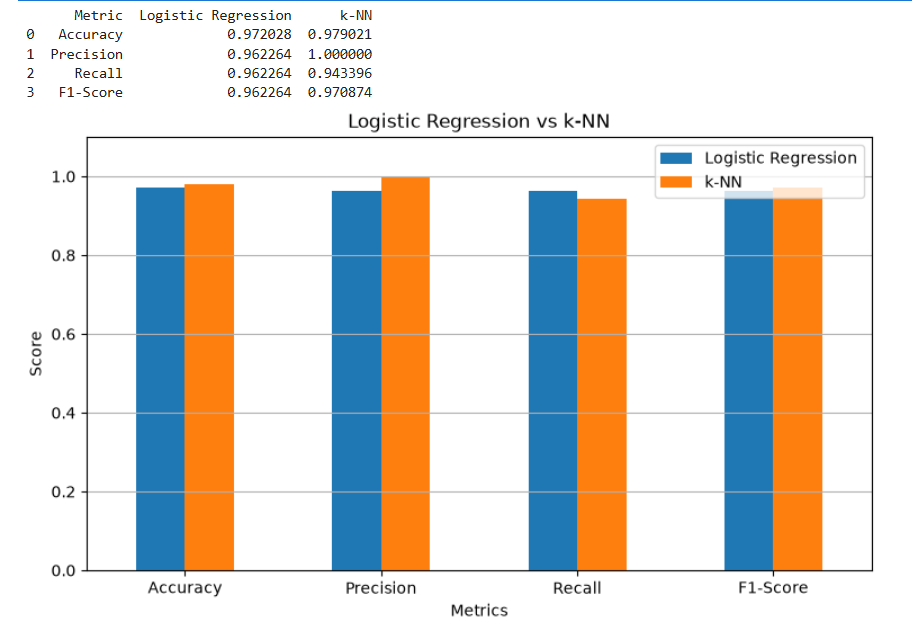 Metric Logistic Regression k-NN
0 Accuracy 0.972028 0.979021
1 Precision 0.962264 1.000000
2 Recall 0.962264 0.943396
3 F1-Score 0.962264 0.970874
Logistic Regression vs k-NN
Logistic Regression
k-NN
1.0
0.8
0.6
0.4
0.2
0.0
Score
Accuracy Precision Recall F1-Score
Metrics